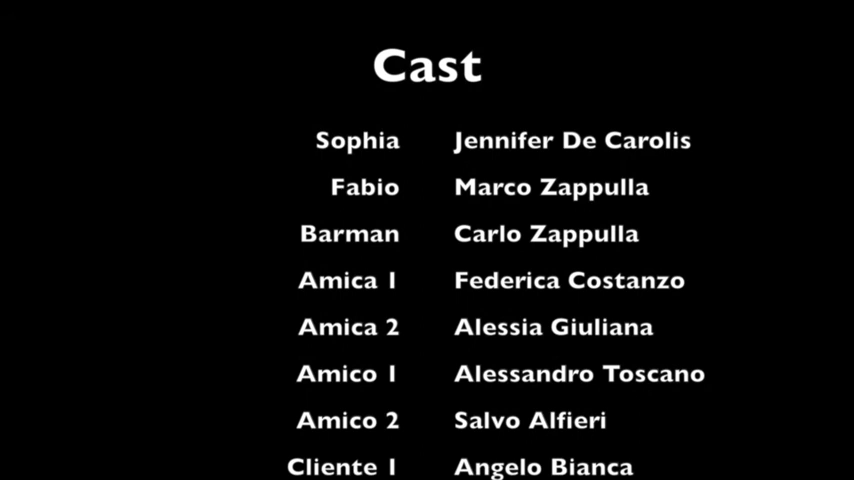 Cast
Sophia Jennifer De Carolis
Fabio Marco Zappulla
Barman Carlo Zappulla
Amica 1 Federica Costanzo
Amica 2 Alessia Giuliana
Amico 1 Alessandro Toscano
Amico 2 Salvo Alfieri
Cliente 1 Angelo Bianca